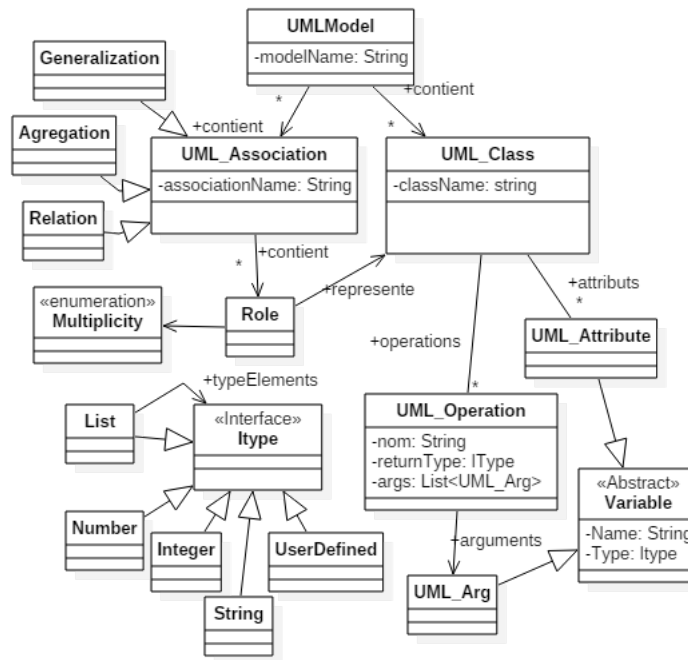 UMLModel
-modelName: String
Generalization
+contient
*
+contient
*
Agregation
UML_Association
-associationName: String
UML_Class
-className: string
Relation
+contient
*
+represente
«enumeration»
Multiplicity
Role
+attributs
*
UML_Attribute
+operations
*
+typeElements
List
«Interface»
Itype
UML_Operation
-nom: String
-returnType: IType
-args: List<UML_Arg>
«Abstract»
Variable
-Name: String
-Type: Itype
Number
Integer
UserDefined
+arguments
UML_Arg
String